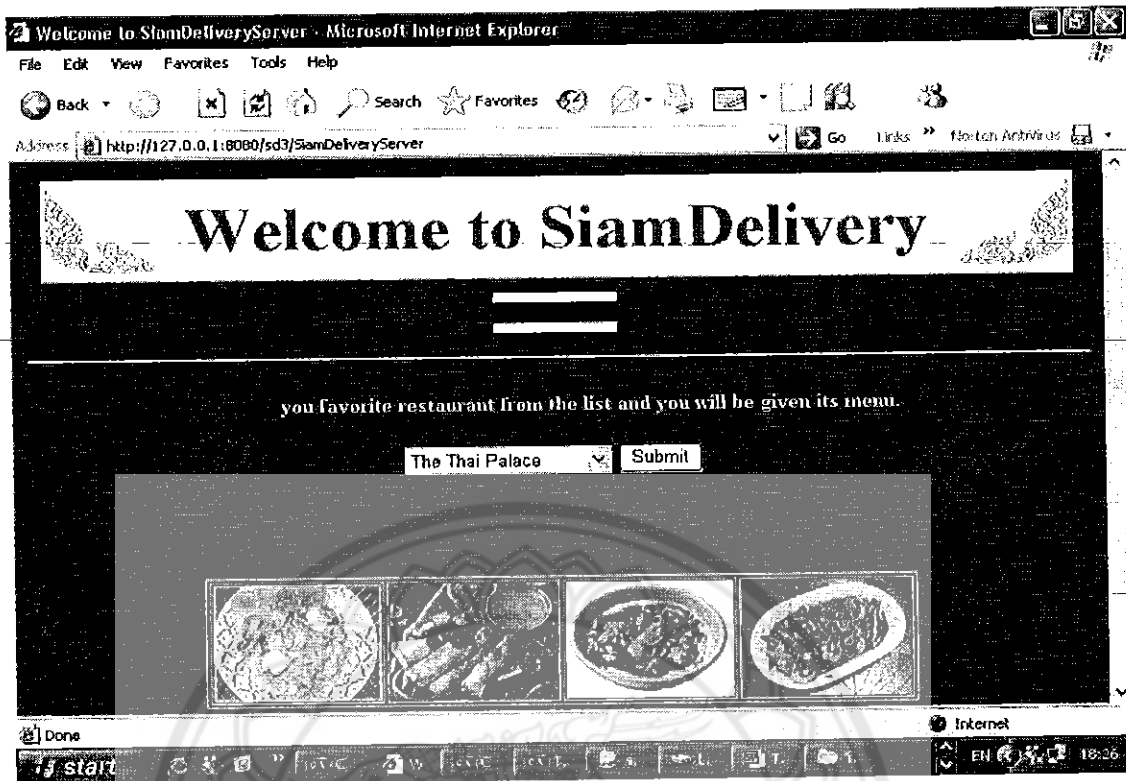 Welcome to SiamDeliveryServer - Microsoft Internet Explorer
File Edit View Favorites Tools Help
Back Search Favorites
Address http://127.0.0.1:8080/sd3/SiamDeliveryServer Go Links » Norton AntiVirus
Welcome to SiamDelivery
you favorite restaurant from the list and you will be given its menu.
The Thai Palace Submit
Done Internet
start » EN 18:26